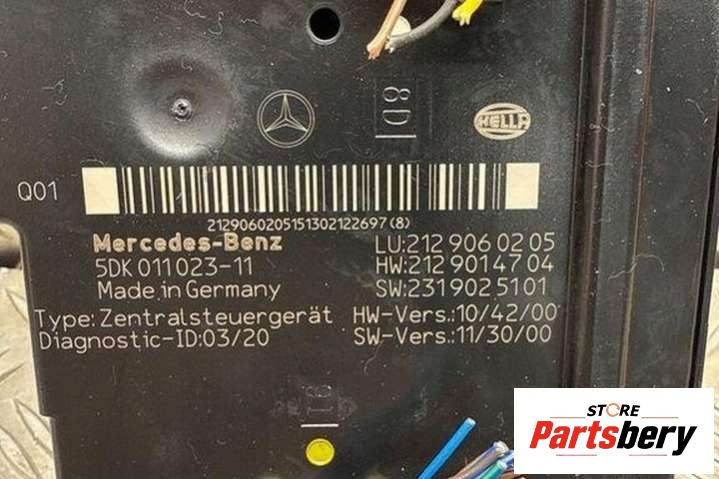 8D
HELLA
Q01
2129060205151302122697(8)
Mercedes-Benz
LU:212 906 02 05
5DK 011 023-11
HW:212 901 47 04
Made in Germany
SW:231 902 51 01
Type: Zentralsteuergerät
HW-Vers.: 10/42/00
Diagnostic-ID:03/20
SW-Vers.:11/30/00
STORE
Partsbery